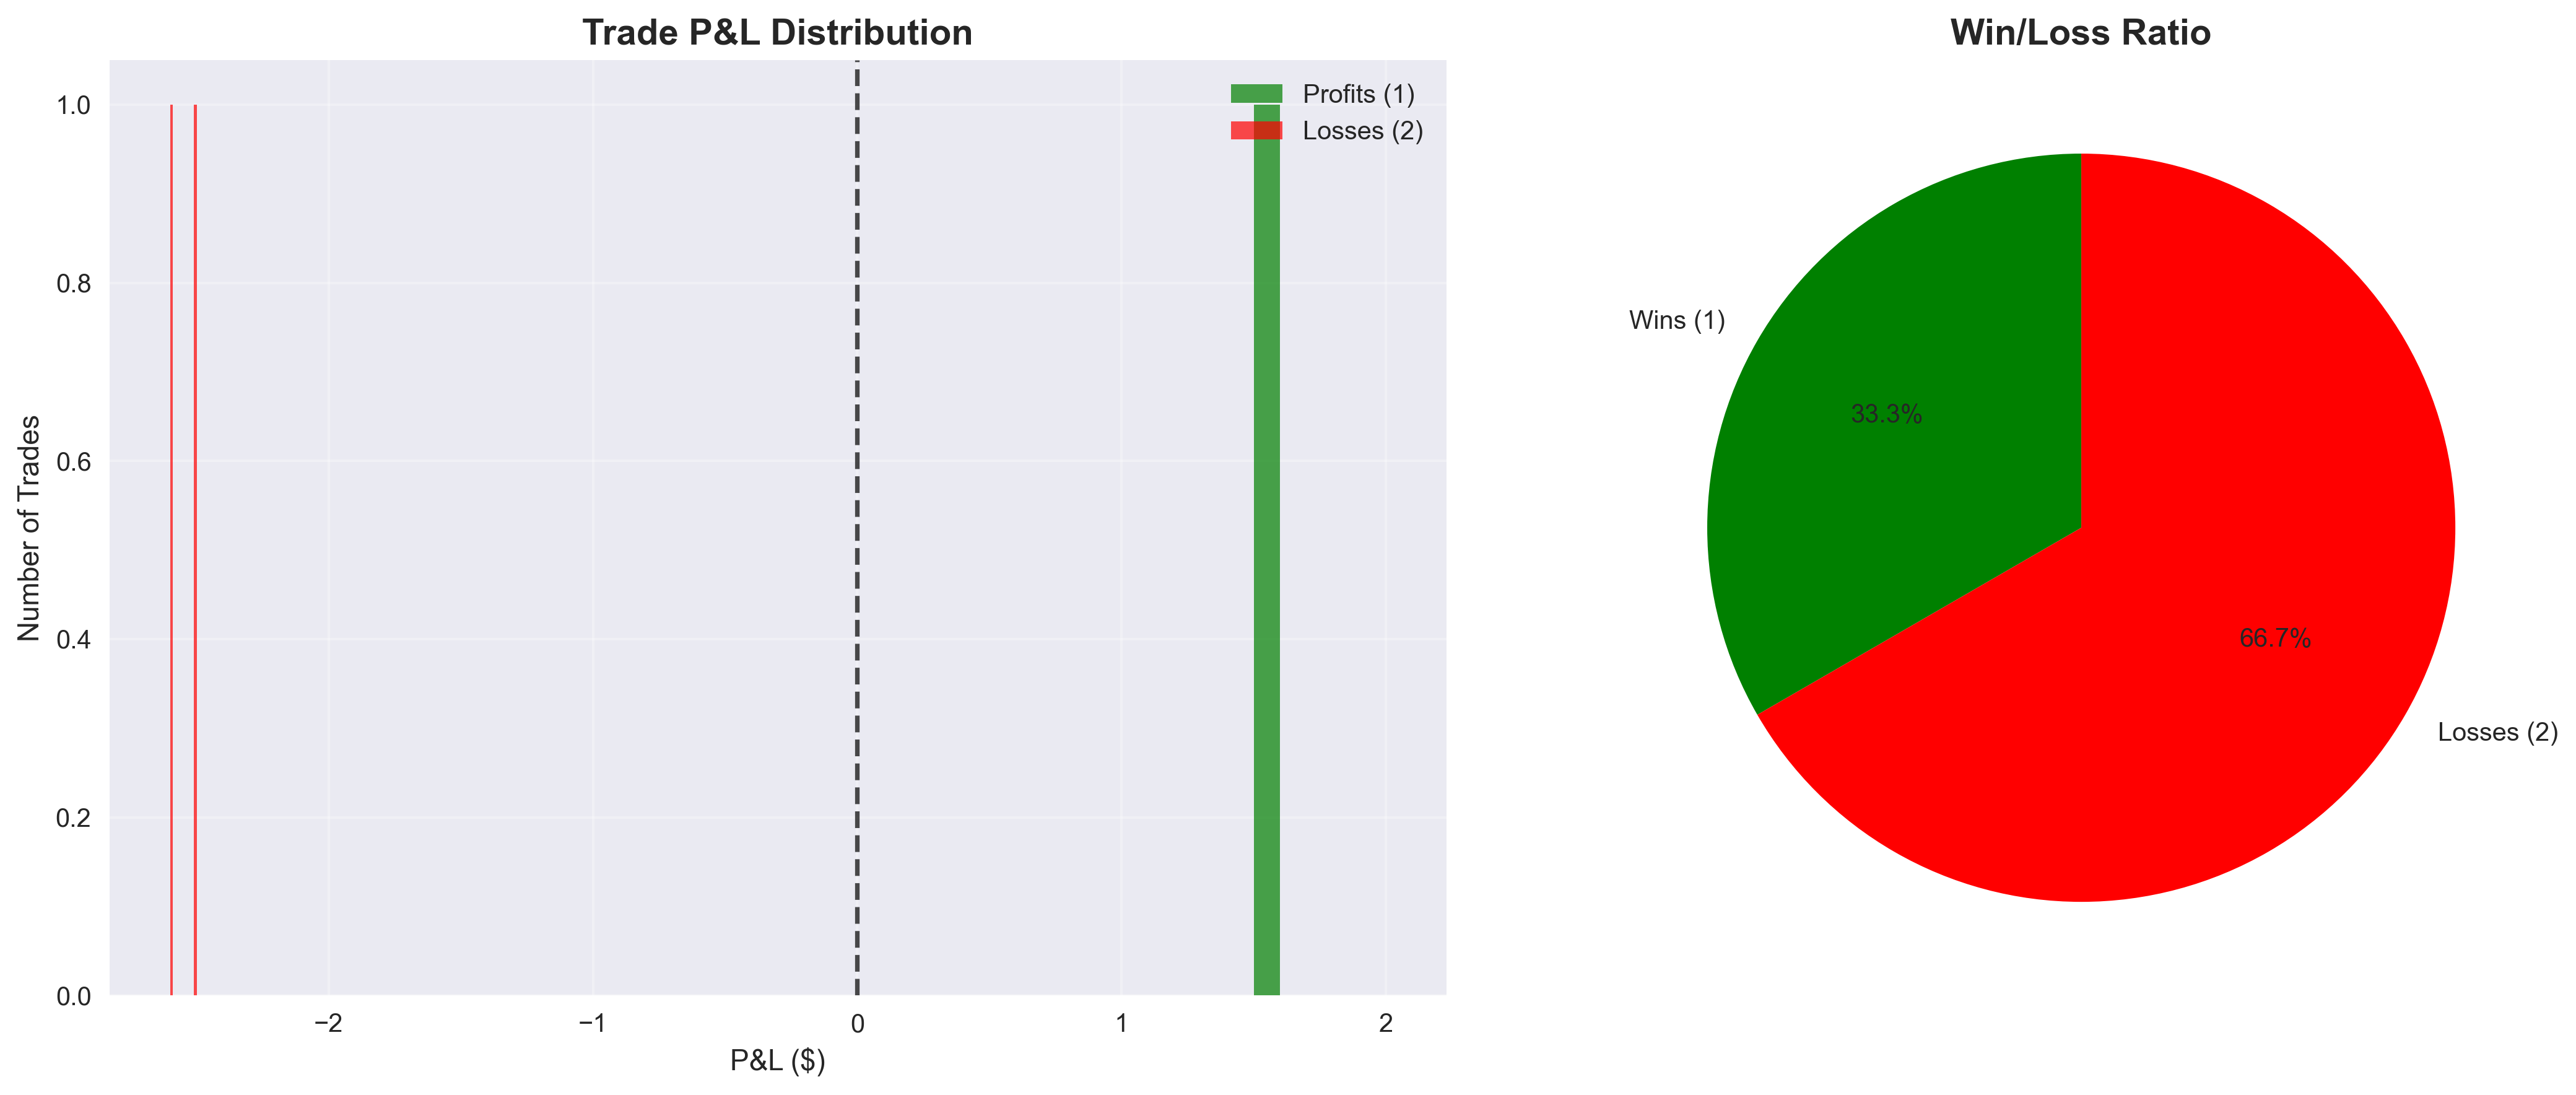 Trade P&L Distribution
1.0
0.8
0.6
0.4
0.2
0.0
Number of Trades
−2
−1
0
1
2
P&L ($)
Profits (1)
Losses (2)
Win/Loss Ratio
Wins (1)
33.3%
66.7%
Losses (2)